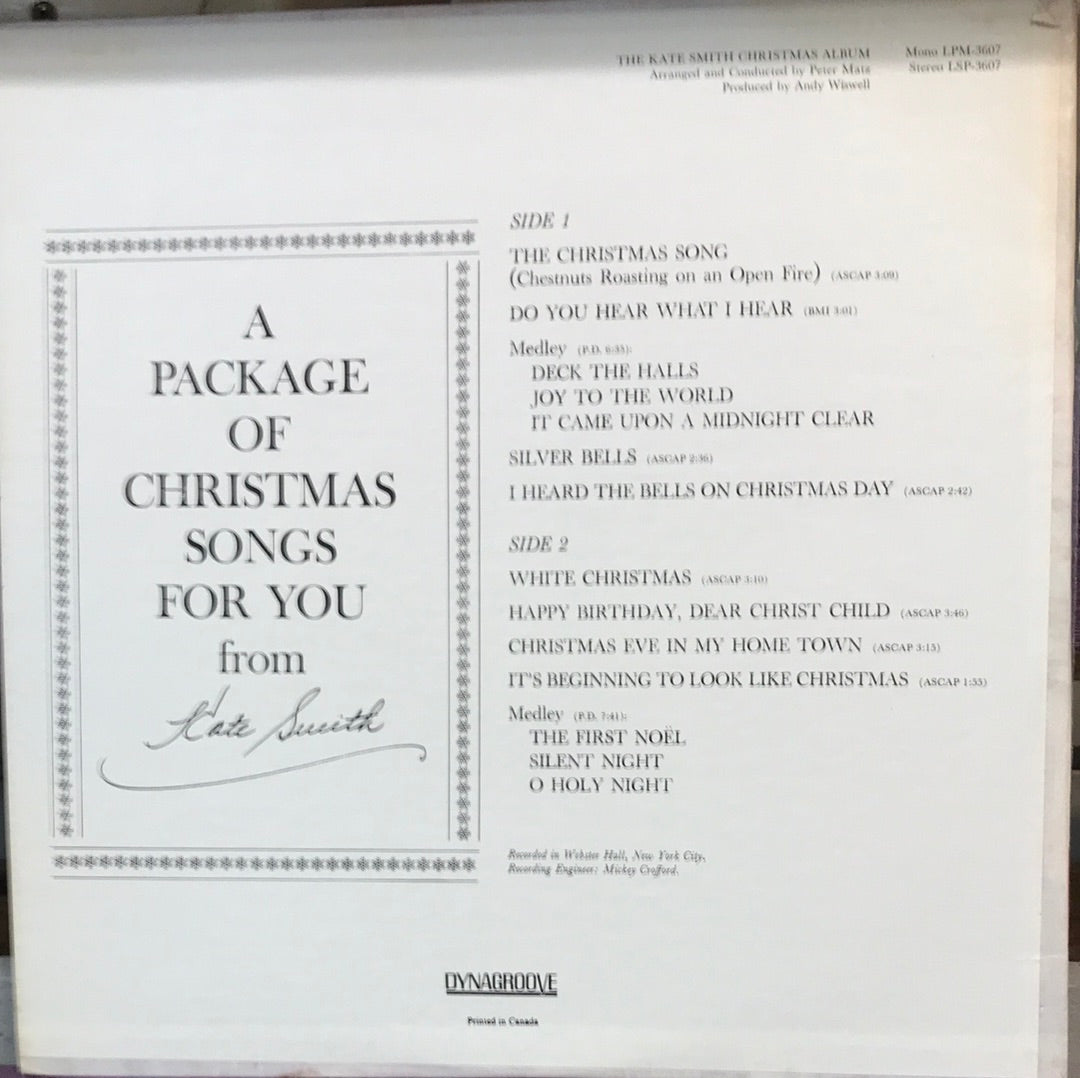 THE KATE SMITH CHRISTMAS ALBUM
Arranged and Conducted by Peter Matz
Produced by Andy Wiswell
Mono LPM-3607
Stereo LSP-3607
A
PACKAGE
OF
CHRISTMAS
SONGS
FOR YOU
from
Kate Smith
SIDE 1
THE CHRISTMAS SONG
(Chestnuts Roasting on an Open Fire) (ASCAP 3:09)
DO YOU HEAR WHAT I HEAR (BMI 3:01)
Medley (P.D. 6:35):
DECK THE HALLS
JOY TO THE WORLD
IT CAME UPON A MIDNIGHT CLEAR
SILVER BELLS (ASCAP 2:36)
I HEARD THE BELLS ON CHRISTMAS DAY (ASCAP 2:42)
SIDE 2
WHITE CHRISTMAS (ASCAP 3:10)
HAPPY BIRTHDAY, DEAR CHRIST CHILD (ASCAP 3:46)
CHRISTMAS EVE IN MY HOME TOWN (ASCAP 3:15)
IT'S BEGINNING TO LOOK LIKE CHRISTMAS (ASCAP 1:55)
Medley (P.D. 7:41):
THE FIRST NOËL
SILENT NIGHT
O HOLY NIGHT
Recorded in Webster Hall, New York City.
Recording Engineer: Mickey Crofford.
DYNAGROOVE
Printed in Canada